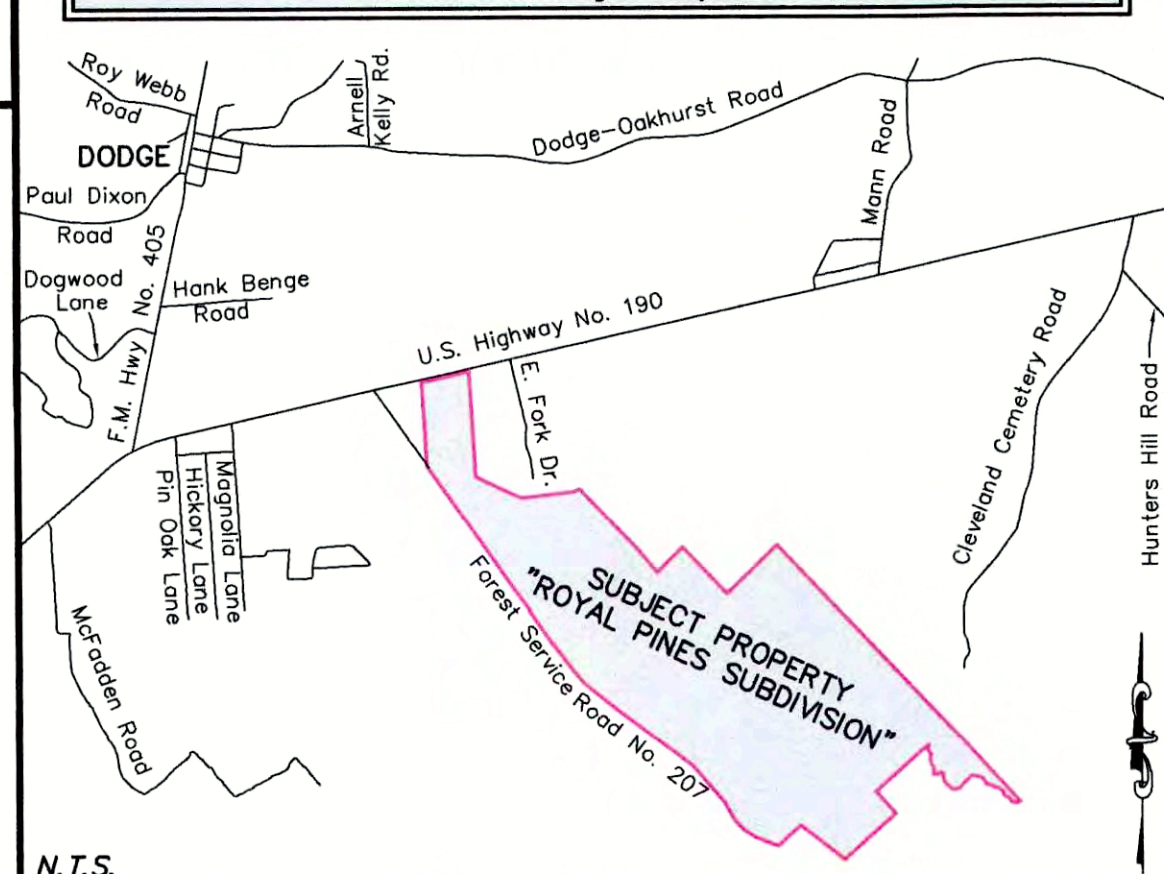 Roy Webb
Road
Arnell
Kelly Rd.
Dodge-Oakhurst Road
DODGE
Mann Road
Paul Dixon
Road
F.M. Hwy No. 405
Dogwood
Lane
Hank Benge
Road
U.S. Highway No. 190
E. Fork Dr.
Cleveland Cemetery Road
Hunters Hill Road
Pin Oak Lane
Hickory Lane
Magnolia Lane
McFadden Road
Forest Service Road No. 207
SUBJECT PROPERTY
"ROYAL PINES SUBDIVISION"
N.T.S.